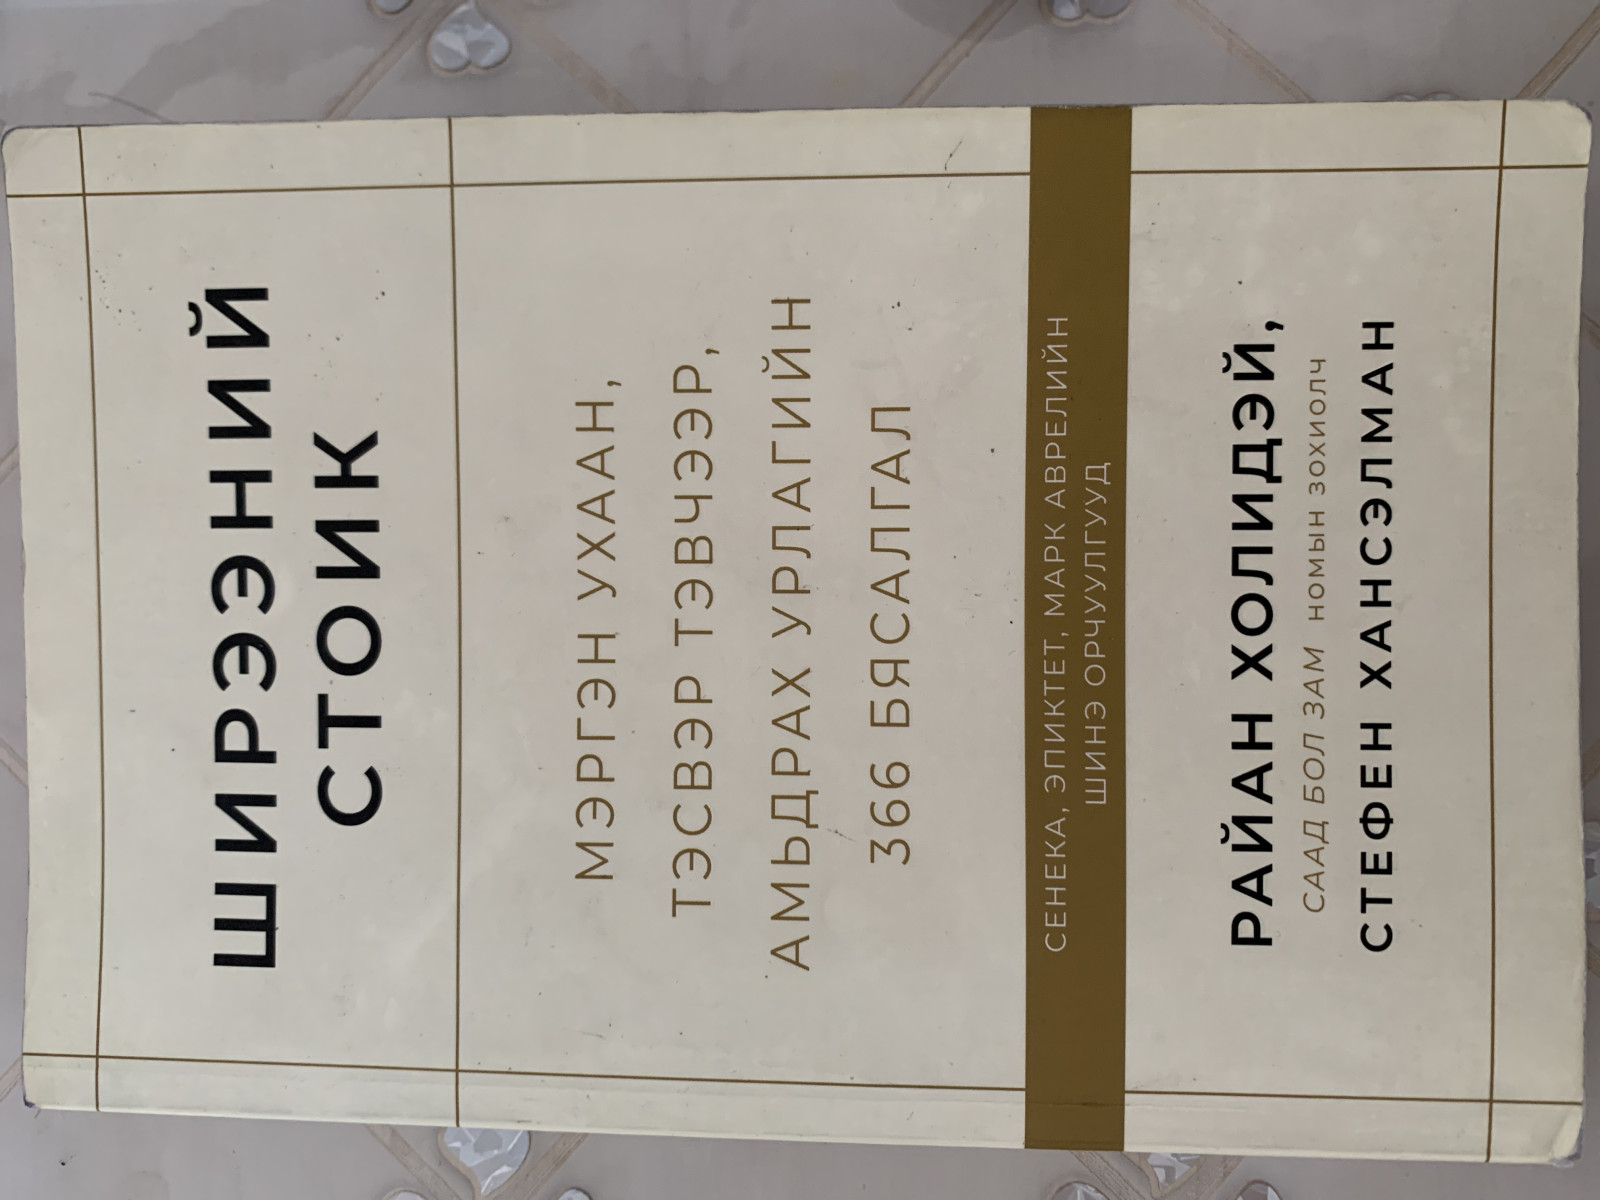 ШИРЭЭНИЙ
СТОИК
МЭРГЭН УХААН,
ТЭСВЭР ТЭВЧЭЭР,
АМЬДРАХ УРЛАГИЙН
366 БЯСАЛГАЛ
СЕНЕКА, ЭПИКТЕТ, МАРК АВРЕЛИЙН
ШИНЭ ОРЧУУЛГУУД
РАЙАН ХОЛИДЭЙ,
СААД БОЛ ЗАМ НОМЫН ЗОХИОЛЧ
СТЕФЕН ХАНСЭЛМАН